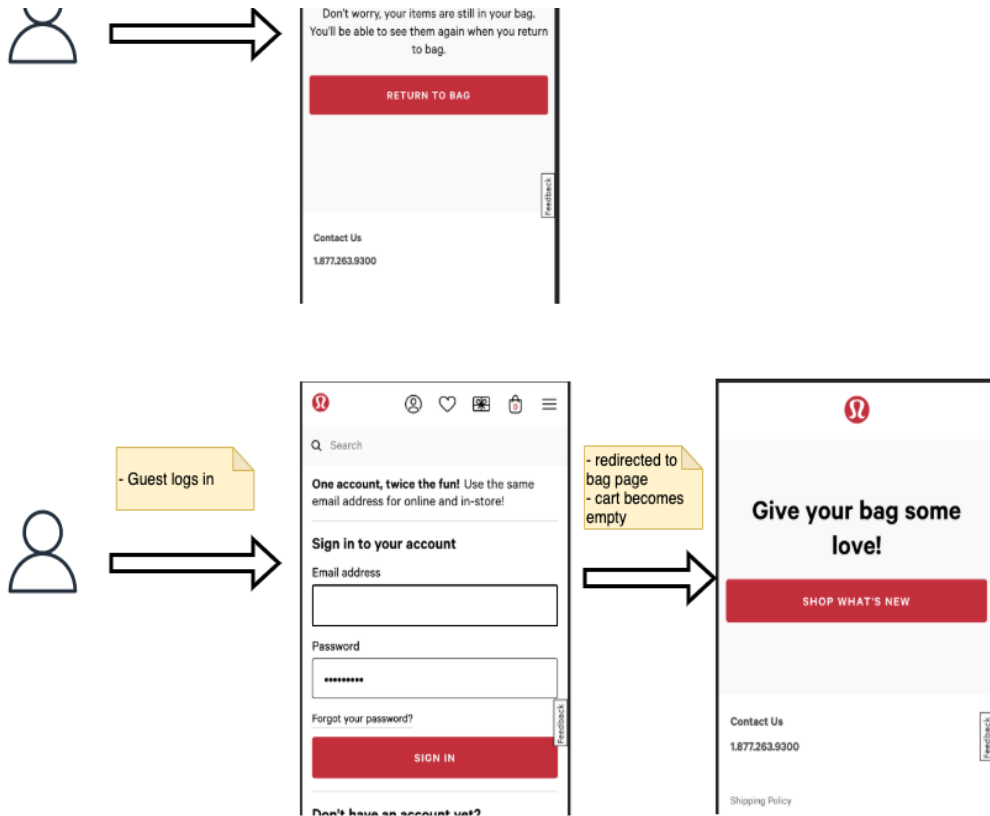 Don't worry, your items are still in your bag.
You'll be able to see them again when you return
to bag.
RETURN TO BAG
Feedback
Contact Us
1.877.263.9300
- Guest logs in
0
Search
One account, twice the fun! Use the same
email address for online and in-store!
Sign in to your account
Email address
Password
•••••••••
Forgot your password?
Feedback
SIGN IN
Don't have an account yet?
- redirected to
bag page
- cart becomes
empty
Give your bag some
love!
SHOP WHAT'S NEW
Feedback
Contact Us
1.877.263.9300
Shipping Policy